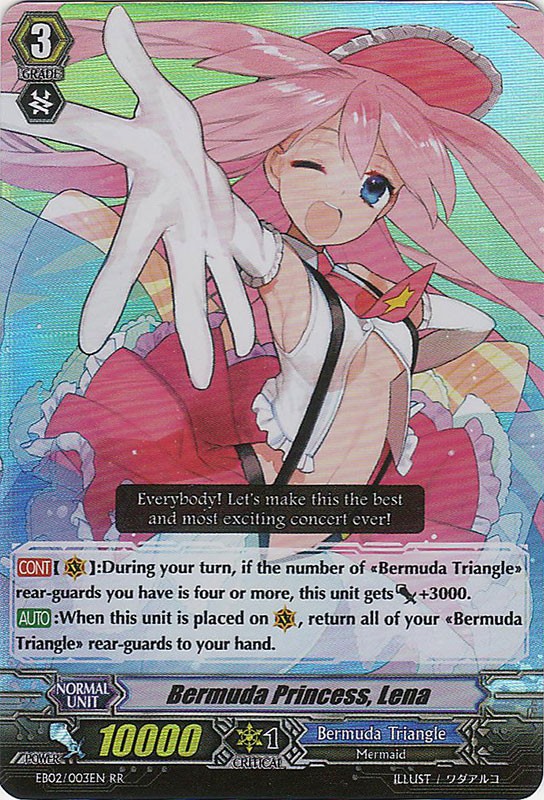 3
GRADE
Everybody! Let's make this the best
and most exciting concert ever!
CONT【 】:During your turn, if the number of «Bermuda Triangle»
rear-guards you have is four or more, this unit gets +3000.
AUTO:When this unit is placed on , return all of your «Bermuda
Triangle» rear-guards to your hand.
NORMAL
UNIT
Bermuda Princess, Lena
POWER 10000 1 CRITICAL
Bermuda Triangle
Mermaid
EB02/003EN RR
ILLUST / ワダアルコ